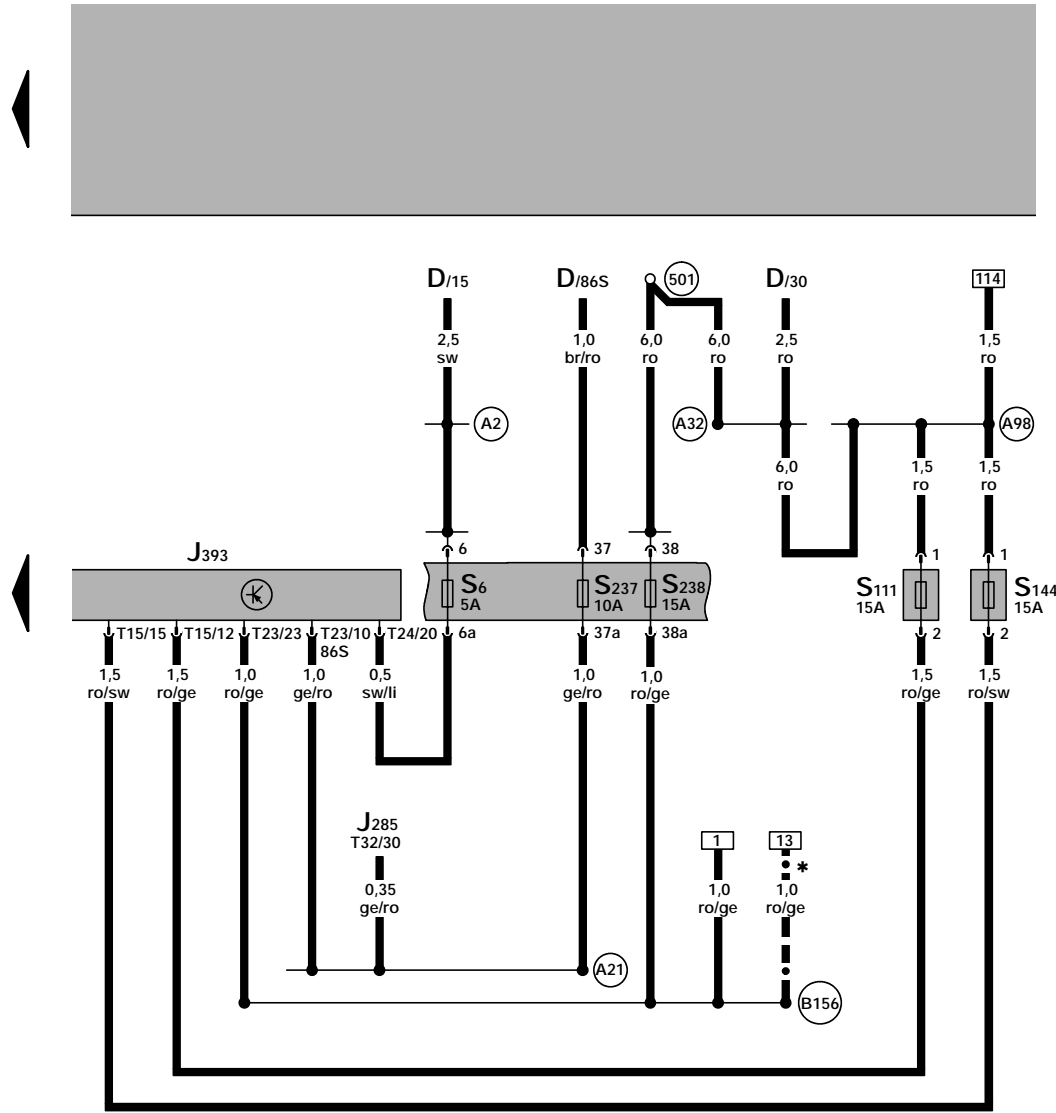 D/15 D/86S 501 D/30 114
2,5 1,0 6,0 6,0 2,5 1,5
sw br/ro ro ro ro ro
A2 A32 A98
6,0 1,5 1,5
ro ro ro
J393 6 37 38 1 1
S6 S237 S238 S111 S144
5A 10A 15A 15A 15A
T15/15 T15/12 T23/23 T23/10 T24/20 6a 37a 38a 2 2
86S
1,5 1,5 1,0 1,0 0,5 1,0 1,0 1,5 1,5
ro/sw ro/ge ro/ge ge/ro sw/li ge/ro ro/ge ro/ge ro/sw
J285
T32/30 1 13
*
0,35 1,0 1,0
ge/ro ro/ge ro/ge
A21
B156